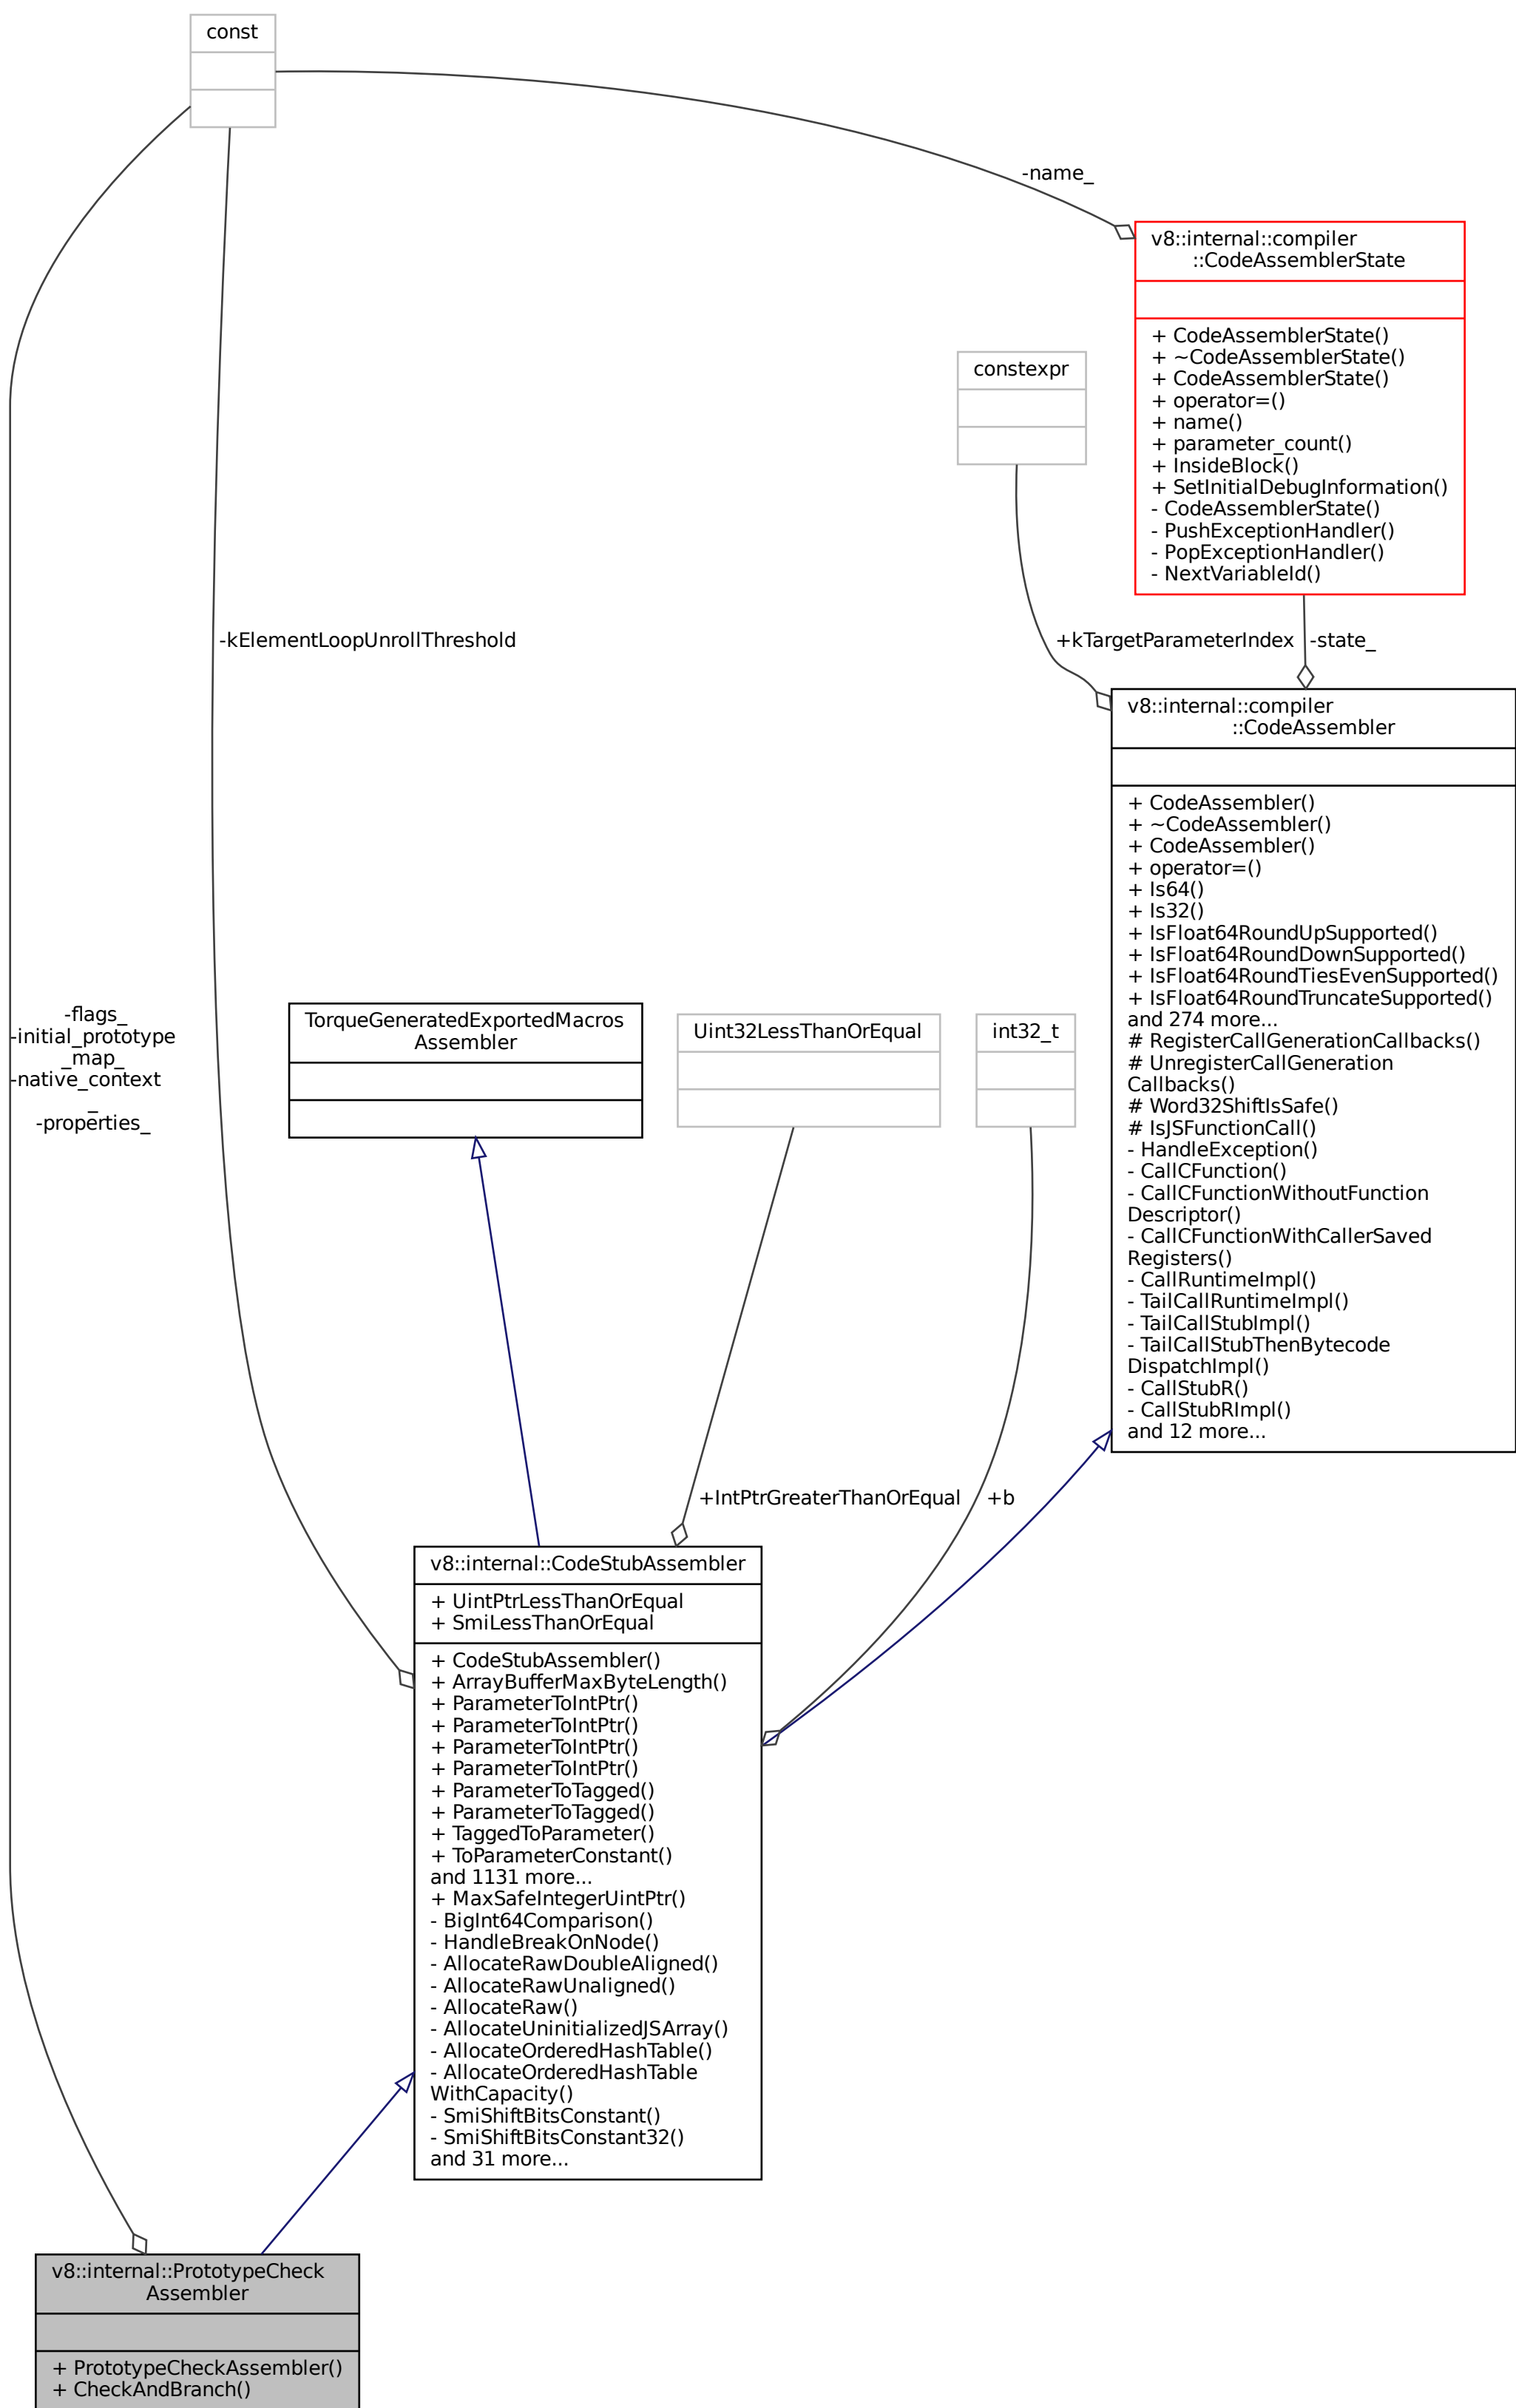 const
-name_
v8::internal::compiler
::CodeAssemblerState
+ CodeAssemblerState()
+ ~CodeAssemblerState()
+ CodeAssemblerState()
+ operator=()
+ name()
+ parameter_count()
+ InsideBlock()
+ SetInitialDebugInformation()
- CodeAssemblerState()
- PushExceptionHandler()
- PopExceptionHandler()
- NextVariableId()
constexpr
-kElementLoopUnrollThreshold
+kTargetParameterIndex
-state_
v8::internal::compiler
::CodeAssembler
+ CodeAssembler()
+ ~CodeAssembler()
+ CodeAssembler()
+ operator=()
+ Is64()
+ Is32()
+ IsFloat64RoundUpSupported()
+ IsFloat64RoundDownSupported()
+ IsFloat64RoundTiesEvenSupported()
+ IsFloat64RoundTruncateSupported()
and 274 more...
# RegisterCallGenerationCallbacks()
# UnregisterCallGeneration
Callbacks()
# Word32ShiftIsSafe()
# IsJSFunctionCall()
- HandleException()
- CallCFunction()
- CallCFunctionWithoutFunction
Descriptor()
- CallCFunctionWithCallerSaved
Registers()
- CallRuntimeImpl()
- TailCallRuntimeImpl()
- TailCallStubImpl()
- TailCallStubThenBytecode
DispatchImpl()
- CallStubR()
- CallStubRImpl()
and 12 more...
-flags_
-initial_prototype
_map_
-native_context
_
-properties_
TorqueGeneratedExportedMacros
Assembler
Uint32LessThanOrEqual
int32_t
+IntPtrGreaterThanOrEqual
+b
v8::internal::CodeStubAssembler
+ UintPtrLessThanOrEqual
+ SmiLessThanOrEqual
+ CodeStubAssembler()
+ ArrayBufferMaxByteLength()
+ ParameterToIntPtr()
+ ParameterToIntPtr()
+ ParameterToIntPtr()
+ ParameterToIntPtr()
+ ParameterToTagged()
+ ParameterToTagged()
+ TaggedToParameter()
+ ToParameterConstant()
and 1131 more...
+ MaxSafeIntegerUintPtr()
- BigInt64Comparison()
- HandleBreakOnNode()
- AllocateRawDoubleAligned()
- AllocateRawUnaligned()
- AllocateRaw()
- AllocateUninitializedJSArray()
- AllocateOrderedHashTable()
- AllocateOrderedHashTable
WithCapacity()
- SmiShiftBitsConstant()
- SmiShiftBitsConstant32()
and 31 more...
v8::internal::PrototypeCheck
Assembler
+ PrototypeCheckAssembler()
+ CheckAndBranch()